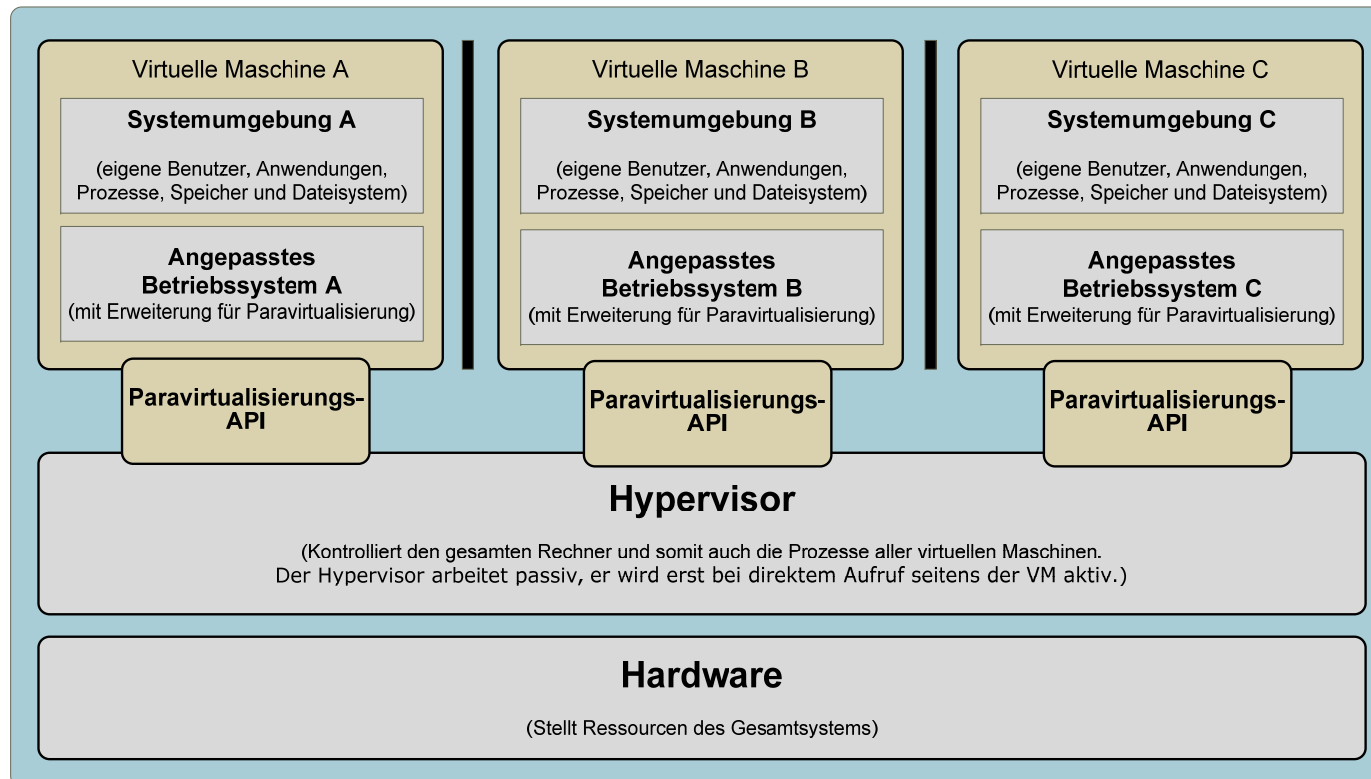 Virtuelle Maschine A
Systemumgebung A
(eigene Benutzer, Anwendungen,
Prozesse, Speicher und Dateisystem)
Angepasstes
Betriebssystem A
(mit Erweiterung für Paravirtualisierung)
Paravirtualisierungs-
API
Virtuelle Maschine B
Systemumgebung B
(eigene Benutzer, Anwendungen,
Prozesse, Speicher und Dateisystem)
Angepasstes
Betriebssystem B
(mit Erweiterung für Paravirtualisierung)
Paravirtualisierungs-
API
Virtuelle Maschine C
Systemumgebung C
(eigene Benutzer, Anwendungen,
Prozesse, Speicher und Dateisystem)
Angepasstes
Betriebssystem C
(mit Erweiterung für Paravirtualisierung)
Paravirtualisierungs-
API
Hypervisor
(Kontrolliert den gesamten Rechner und somit auch die Prozesse aller virtuellen Maschinen.
Der Hypervisor arbeitet passiv, er wird erst bei direktem Aufruf seitens der VM aktiv.)
Hardware
(Stellt Ressourcen des Gesamtsystems)